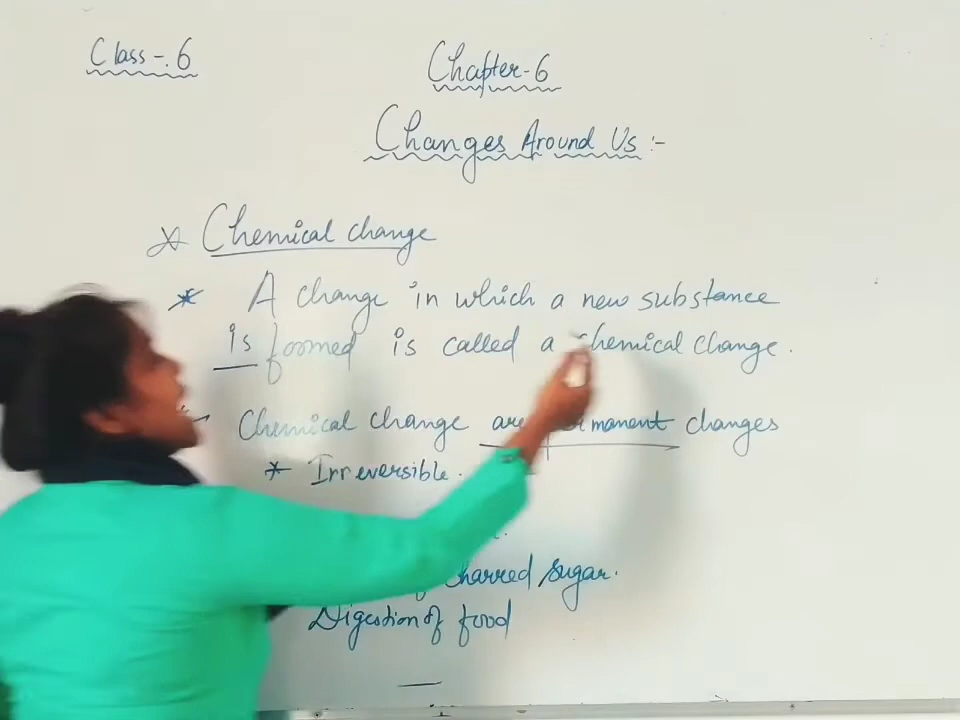 Class-.6
Chapter-6
Changes Around Us :-
* Chemical change
* A change in which a new substance
is formed is called a chemical change.
Chemical change are permanent changes
* Irreversible.
charred sugar.
Digestion of food